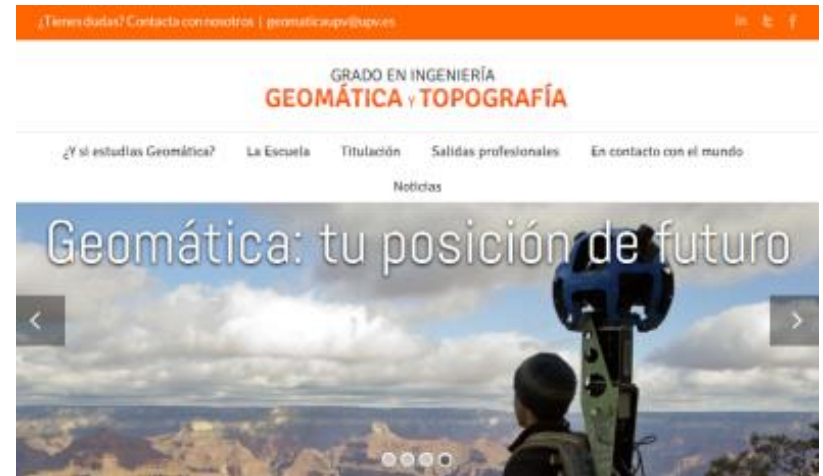 ¿Tienes dudas? Contacta con nosotros | geomaticaupv@upv.es
GRADO EN INGENIERÍA
GEOMÁTICA Y TOPOGRAFÍA
¿Y si estudias Geomática? La Escuela Titulación Salidas profesionales En contacto con el mundo
Noticias
Geomática: tu posición de futuro